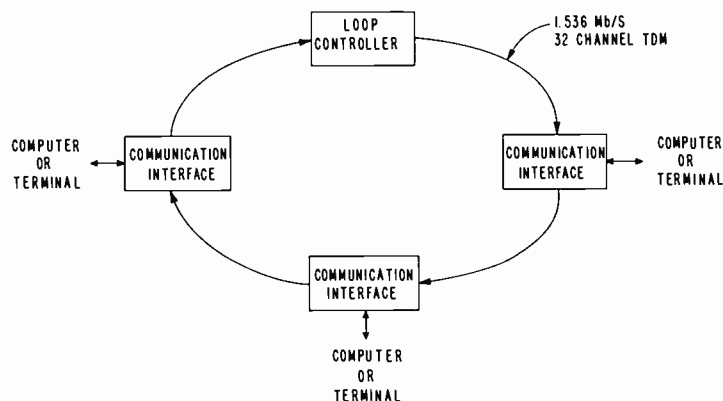 LOOP
CONTROLLER
1.536 Mb/S
32 CHANNEL TDM
COMPUTER
OR
TERMINAL
COMMUNICATION
INTERFACE
COMMUNICATION
INTERFACE
COMPUTER
OR
TERMINAL
COMMUNICATION
INTERFACE
COMPUTER
OR
TERMINAL